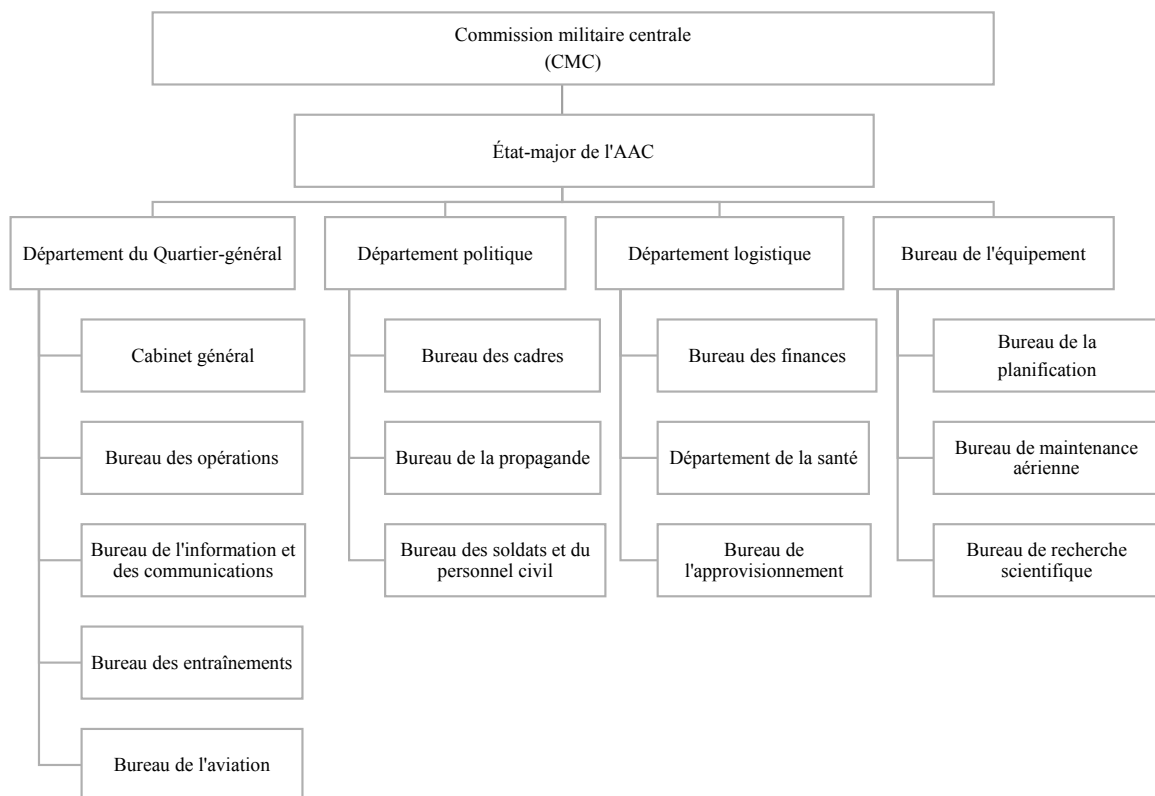 Commission militaire centrale
(CMC)
État-major de l'AAC
Département du Quartier-général
Cabinet général
Bureau des opérations
Bureau de l'information et
des communications
Bureau des entraînements
Bureau de l'aviation
Département politique
Bureau des cadres
Bureau de la propagande
Bureau des soldats et du
personnel civil
Département logistique
Bureau des finances
Département de la santé
Bureau de
l'approvisionnement
Bureau de l'équipement
Bureau de la
planification
Bureau de maintenance
aérienne
Bureau de recherche
scientifique